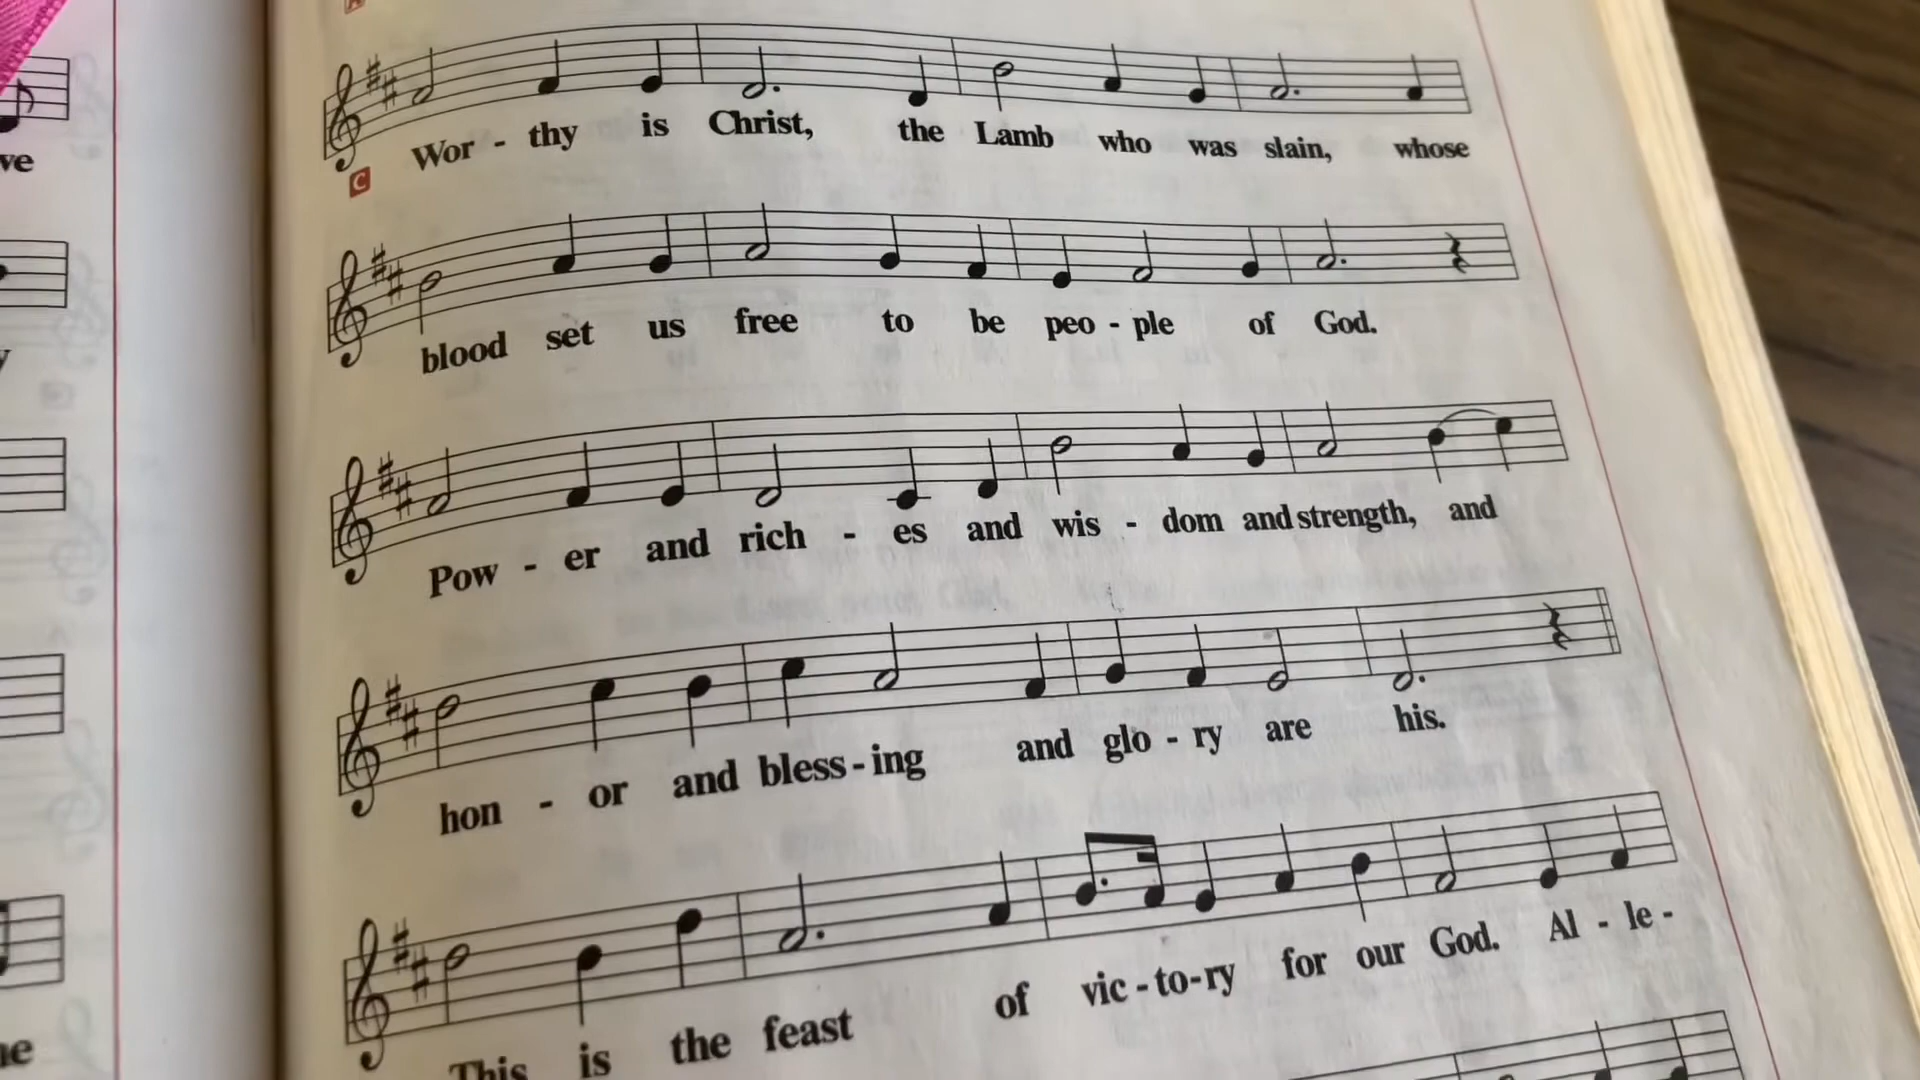 Wor - thy is Christ, the Lamb who was slain, whose
C
blood set us free to be peo - ple of God.
Pow - er and rich - es and wis - dom and strength, and
hon - or and bless - ing and glo - ry are his.
This is the feast of vic - to - ry for our God. Al - le -